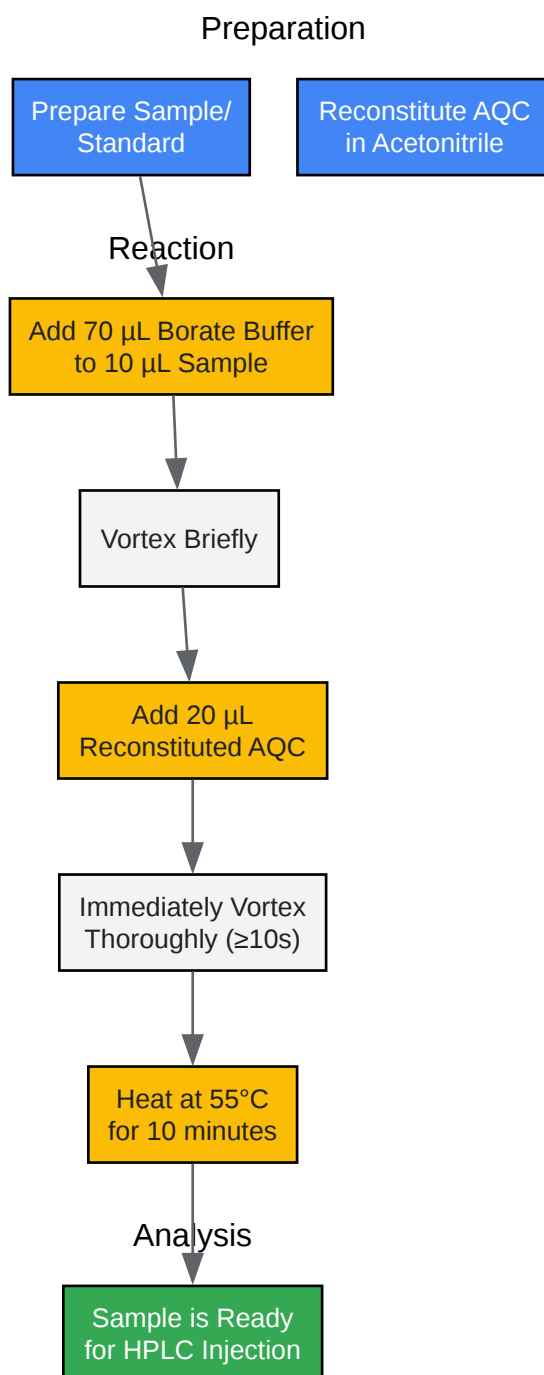 Preparation
Prepare Sample/
Standard
Reconstitute AQC
in Acetonitrile
Reaction
Add 70 µL Borate Buffer
to 10 µL Sample
Vortex Briefly
Add 20 µL
Reconstituted AQC
Immediately Vortex
Thoroughly (≥10s)
Heat at 55°C
for 10 minutes
Analysis
Sample is Ready
for HPLC Injection